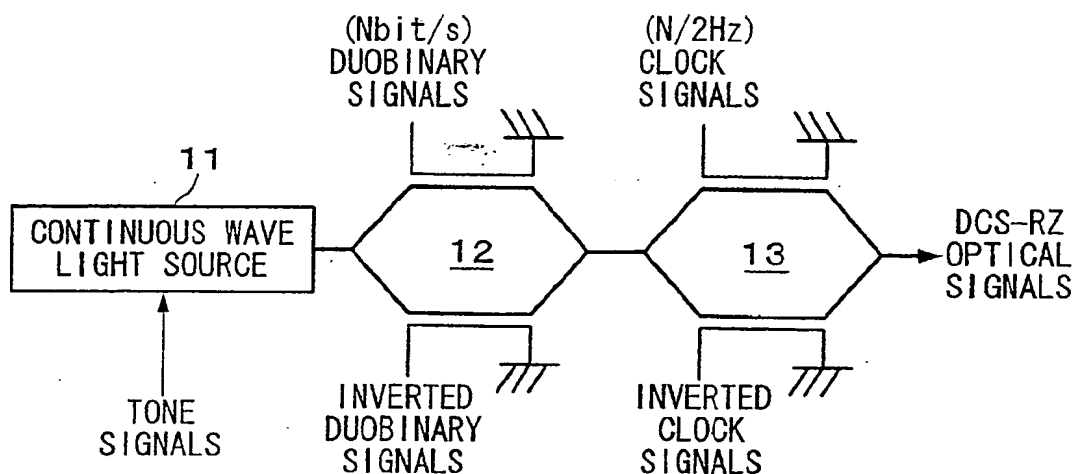 (Nbit/s)
DUOBINARY
SIGNALS
(N/2Hz)
CLOCK
SIGNALS
11
CONTINUOUS WAVE
LIGHT SOURCE
12
13
DCS-RZ
OPTICAL
SIGNALS
TONE
SIGNALS
INVERTED
DUOBINARY
SIGNALS
INVERTED
CLOCK
SIGNALS